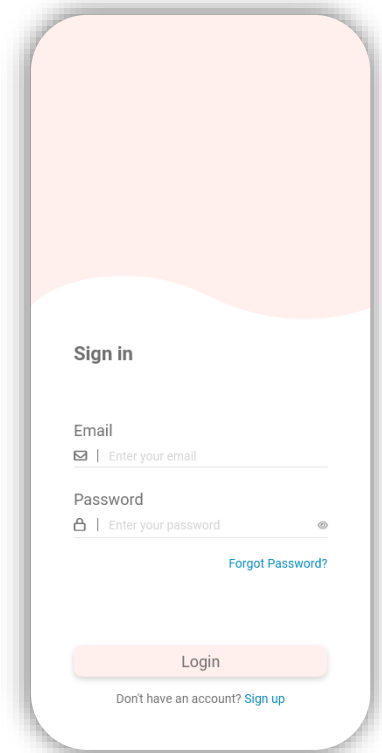 Sign in
Email
Enter your email
Password
Enter your password
Forgot Password?
Login
Don't have an account? Sign up